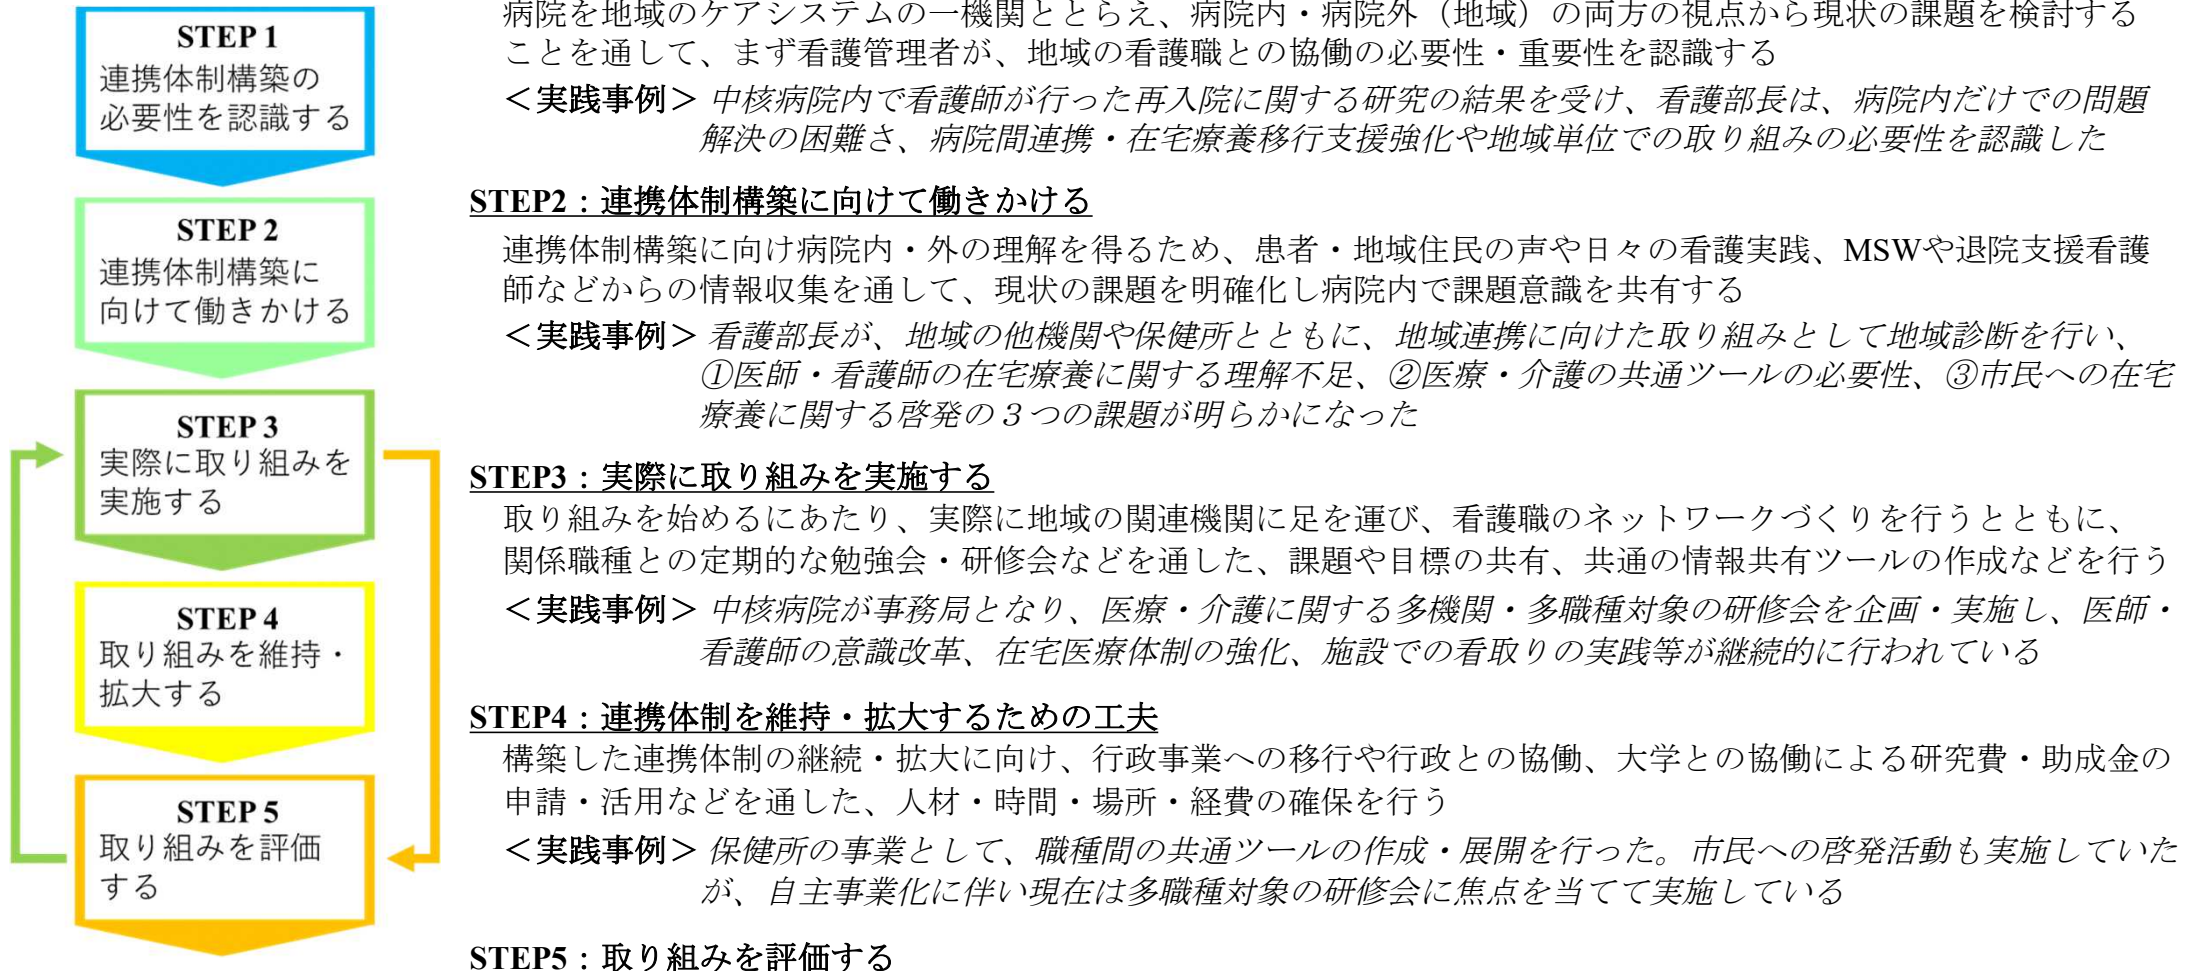 STEP 1
連携体制構築の
必要性を認識する
STEP 2
連携体制構築に
向けて働きかける
STEP 3
実際に取り組みを
実施する
STEP 4
取り組みを維持・
拡大する
STEP 5
取り組みを評価
する
病院を地域のケアシステムの一機関ととらえ、病院内・病院外（地域）の両方の視点から現状の課題を検討する
ことを通して、まず看護管理者が、地域の看護職との協働の必要性・重要性を認識する
＜実践事例＞中核病院内で看護師が行った再入院に関する研究の結果を受け、看護部長は、病院内だけでの問題
解決の困難さ、病院間連携・在宅療養移行支援強化や地域単位での取り組みの必要性を認識した
STEP2：連携体制構築に向けて働きかける
連携体制構築に向け病院内・外の理解を得るため、患者・地域住民の声や日々の看護実践、MSWや退院支援看護
師などからの情報収集を通して、現状の課題を明確化し病院内で課題意識を共有する
＜実践事例＞看護部長が、地域の他機関や保健所とともに、地域連携に向けた取り組みとして地域診断を行い、
①医師・看護師の在宅療養に関する理解不足、②医療・介護の共通ツールの必要性、③市民への在宅
療養に関する啓発の３つの課題が明らかになった
STEP3：実際に取り組みを実施する
取り組みを始めるにあたり、実際に地域の関連機関に足を運び、看護職のネットワークづくりを行うとともに、
関係職種との定期的な勉強会・研修会などを通した、課題や目標の共有、共通の情報共有ツールの作成などを行う
＜実践事例＞中核病院が事務局となり、医療・介護に関する多機関・多職種対象の研修会を企画・実施し、医師・
看護師の意識改革、在宅医療体制の強化、施設での看取りの実践等が継続的に行われている
STEP4：連携体制を維持・拡大するための工夫
構築した連携体制の継続・拡大に向け、行政事業への移行や行政との協働、大学との協働による研究費・助成金の
申請・活用などを通した、人材・時間・場所・経費の確保を行う
＜実践事例＞保健所の事業として、職種間の共通ツールの作成・展開を行った。市民への啓発活動も実施していた
が、自主事業化に伴い現在は多職種対象の研修会に焦点を当てて実施している
STEP5：取り組みを評価する